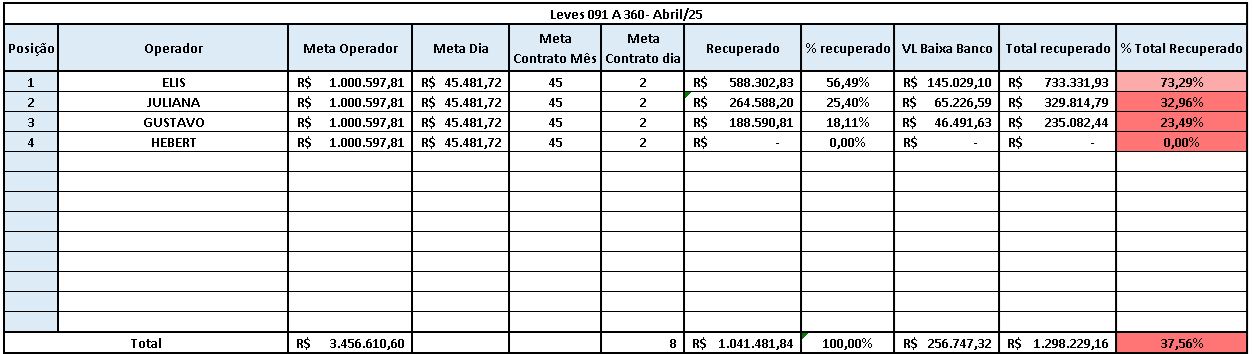 Leves 091 A 360- Abril/25
Posição Operador Meta Operador Meta Dia Meta Contrato Mês Meta Contrato dia Recuperado % recuperado VL Baixa Banco Total recuperado % Total Recuperado
1 ELIS R$ 1.000.597,81 R$ 45.481,72 45 2 R$ 588.302,83 56,49% R$ 145.029,10 R$ 733.331,93 73,29%
2 JULIANA R$ 1.000.597,81 R$ 45.481,72 45 2 R$ 264.588,20 25,40% R$ 65.226,59 R$ 329.814,79 32,96%
3 GUSTAVO R$ 1.000.597,81 R$ 45.481,72 45 2 R$ 188.590,81 18,11% R$ 46.491,63 R$ 235.082,44 23,49%
4 HEBERT R$ 1.000.597,81 R$ 45.481,72 45 2 R$ - 0,00% R$ - R$ - 0,00%
Total R$ 3.456.610,60 8 R$ 1.041.481,84 100,00% R$ 256.747,32 R$ 1.298.229,16 37,56%